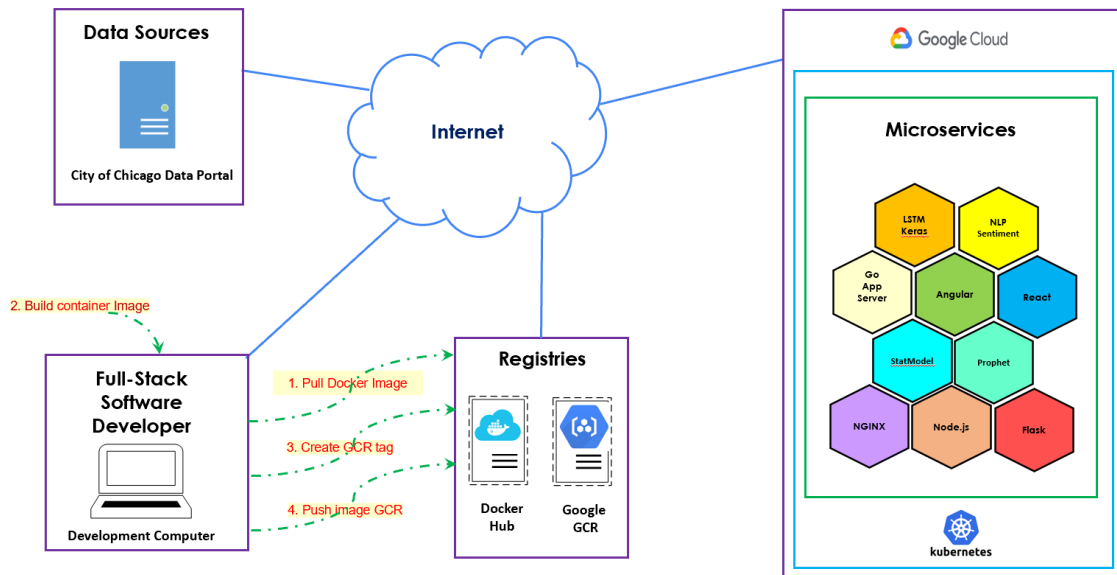 Data Sources
City of Chicago Data Portal
Internet
Google Cloud
Microservices
LSTM
Keras
NLP
Sentiment
Go
App
Server
Angular
React
StatModel
Prophet
NGINX
Node.js
Flask
kubernetes
2. Build container Image
Full-Stack
Software
Developer
Development Computer
1. Pull Docker Image
3. Create GCR tag
4. Push image GCR
Registries
Docker
Hub
Google
GCR